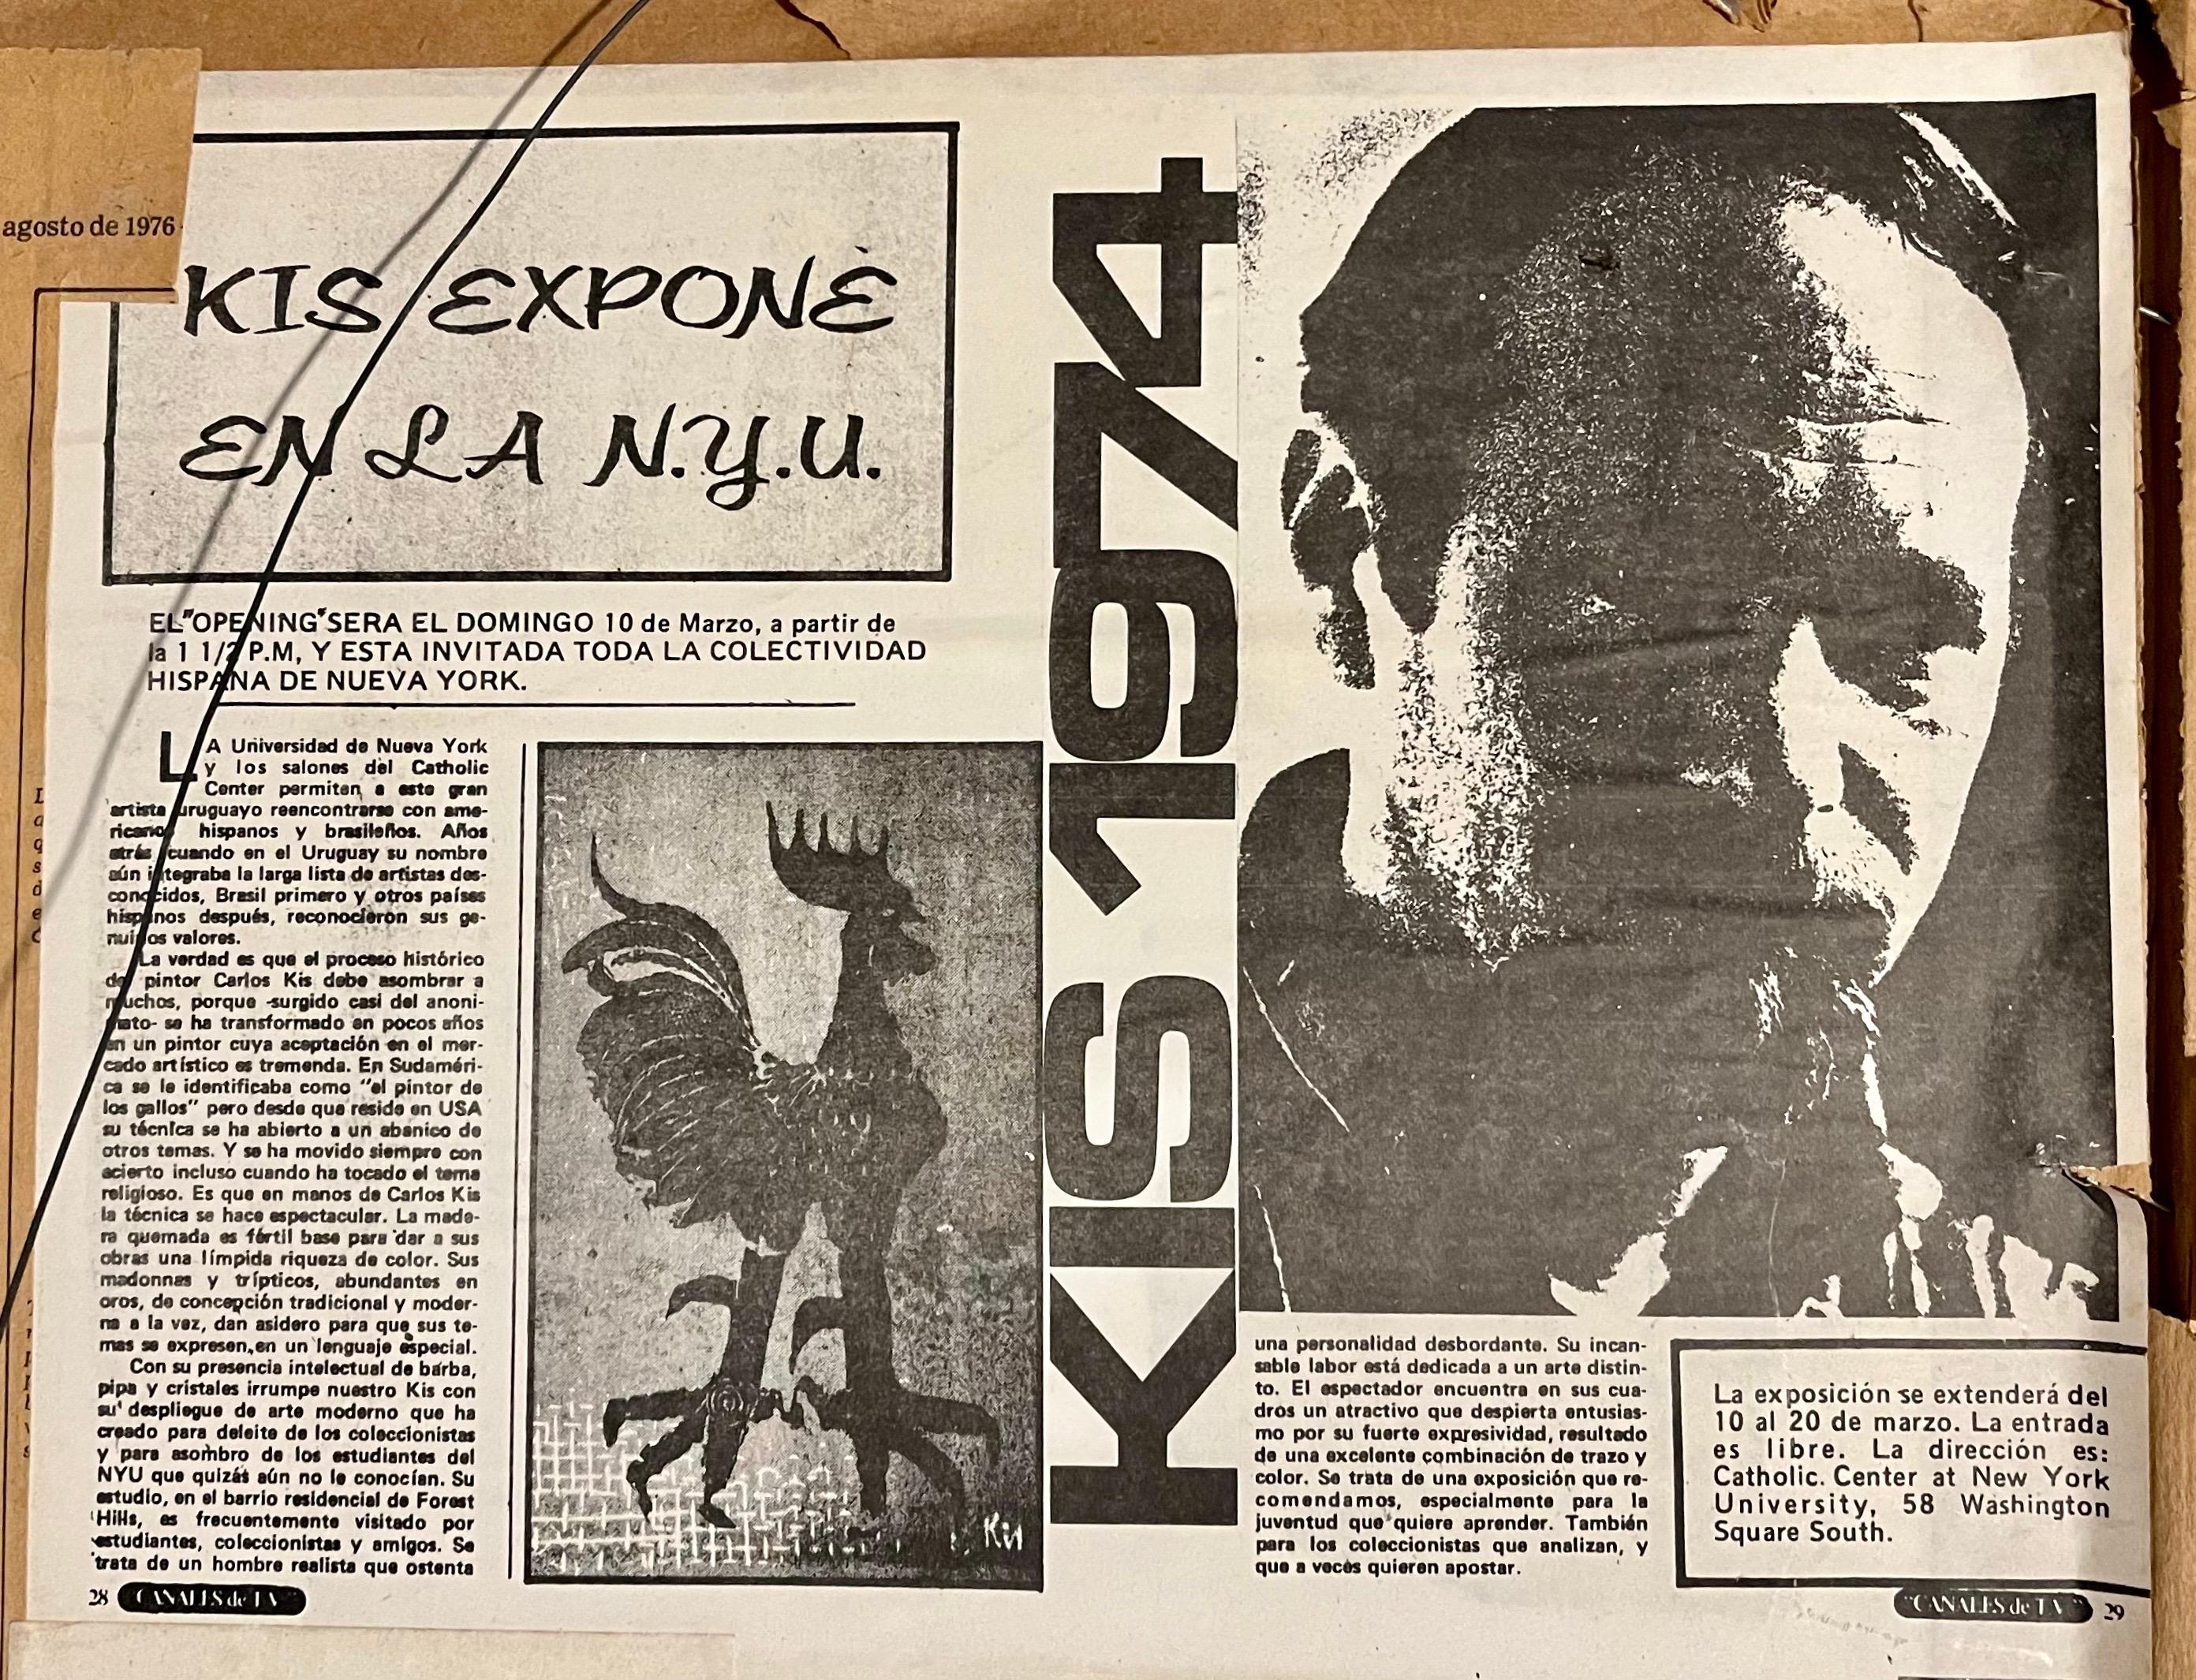 agosto de 1976
KIS EXPONE
EN LA N.Y.U.
EL "OPENING" SERA EL DOMINGO 10 de Marzo, a partir de
la 1 1/2 P.M, Y ESTA INVITADA TODA LA COLECTIVIDAD
HISPANA DE NUEVA YORK.
LA Universidad de Nueva York
y los salones del Catholic
Center permiten a este gran
artista uruguayo reencontrarse con ame-
ricanos hispanos y brasileños. Años
atrás cuando en el Uruguay su nombre
aún integraba la larga lista de artistas des-
conocidos, Brasil primero y otros países
hispanos después, reconocieron sus ge-
nuinos valores.
La verdad es que el proceso histórico
del pintor Carlos Kis debe asombrar a
muchos, porque -surgido casi del anoni-
mato- se ha transformado en pocos años
en un pintor cuya aceptación en el mer-
cado artístico es tremenda. En Sudaméri-
ca se le identificaba como "el pintor de
los gallos" pero desde que reside en USA
su técnica se ha abierto a un abanico de
otros temas. Y se ha movido siempre con
acierto incluso cuando ha tocado el tema
religioso. Es que en manos de Carlos Kis
la técnica se hace espectacular. La made-
ra quemada es fértil base para dar a sus
obras una límpida riqueza de color. Sus
madonnas y trípticos, abundantes en
oros, de concepción tradicional y moder-
na a la vez, dan asidero para que sus te-
mas se expresen, en un lenguaje especial.
Con su presencia intelectual de barba,
pipa y cristales irrumpe nuestro Kis con
su despliegue de arte moderno que ha
creado para deleite de los coleccionistas
y para asombro de los estudiantes del
NYU que quizás aún no le conocían. Su
estudio, en el barrio residencial de Forest
Hills, es frecuentemente visitado por
estudiantes, coleccionistas y amigos. Se
trata de un hombre realista que ostenta
28 CANALES de TV
Kis
KIS 1974
una personalidad desbordante. Su incan-
sable labor está dedicada a un arte distin-
to. El espectador encuentra en sus cua-
dros un atractivo que despierta entusias-
mo por su fuerte expresividad, resultado
de una excelente combinación de trazo y
color. Se trata de una exposición que re-
comendamos, especialmente para la
juventud que quiere aprender. También
para los coleccionistas que analizan, y
que a veces quieren apostar.
La exposición se extenderá del
10 al 20 de marzo. La entrada
es libre. La dirección es:
Catholic. Center at New York
University, 58 Washington
Square South.
"CANALES de TV" 29